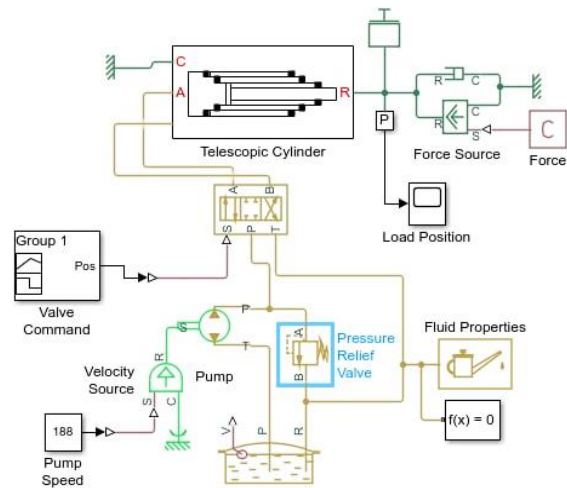 C
A
R
Telescopic Cylinder
P
R
C
R
C
S
C
Force Source
Force
Load Position
A
B
S
P
T
Group 1
Pos
Valve
Command
P
S
T
A
B
Pressure
Relief
Valve
Fluid Properties
f(x) = 0
R
Velocity
Source
Pump
S
C
188
Pump
Speed
V
P
R